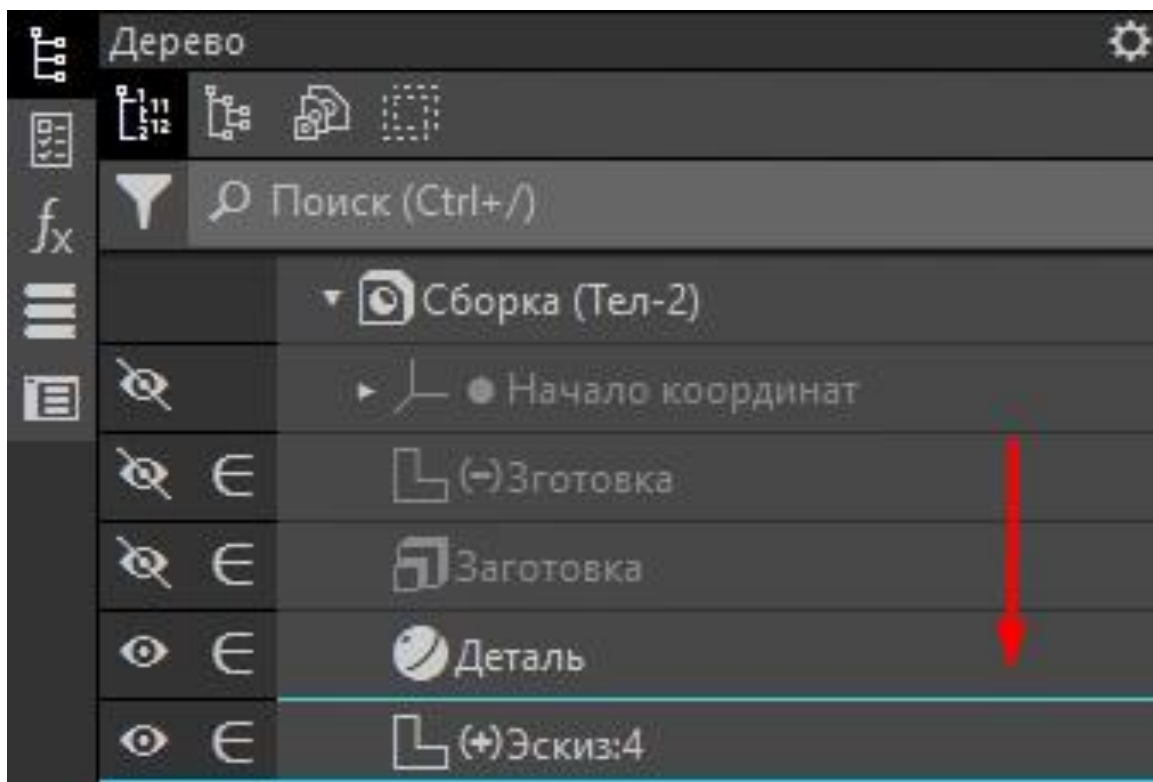 Дерево
Поиск (Ctrl+/)
Сборка (Тел-2)
Начало координат
(-)Зготовка
Заготовка
Деталь
(+)Эскиз:4